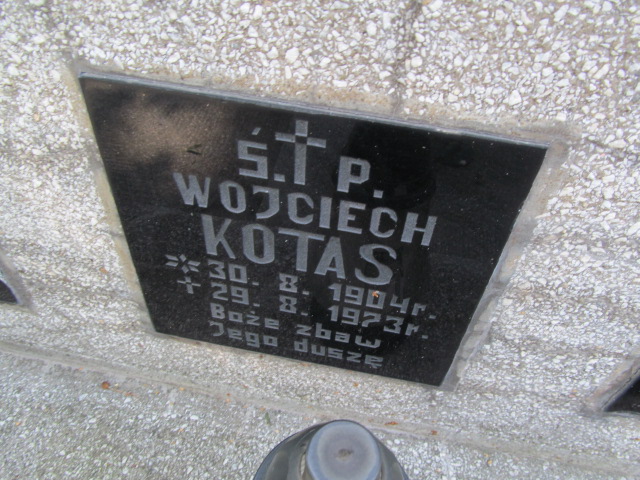 Ś. † P.
WOJCIECH
KOTAS
* 30. 8. 1904r.
† 29. 8. 1973r.
Boże zbaw
Jego duszę